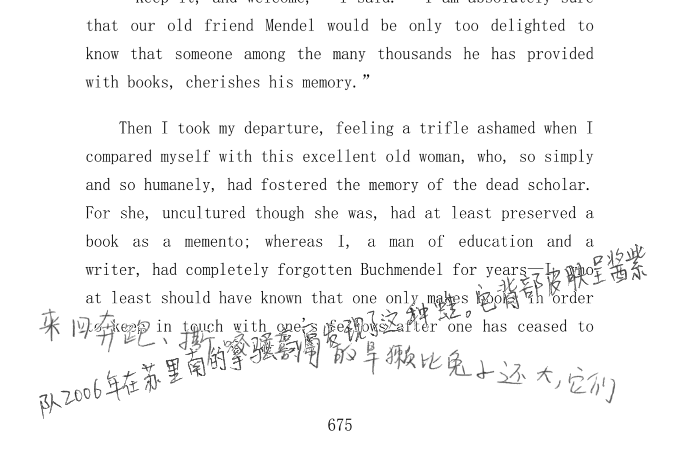 "Keep it, and welcome," I said. "I am absolutely sure
that our old friend Mendel would be only too delighted to
know that someone among the many thousands he has provided
with books, cherishes his memory.”
Then I took my departure, feeling a trifle ashamed when I
compared myself with this excellent old woman, who, so simply
and so humanely, had fostered the memory of the dead scholar.
For she, uncultured though she was, had at least preserved a
book as a memento; whereas I, a man of education and a
writer, had completely forgotten Buchmendel for years—I, who
at least should have known that one only makes books in order
to keep in touch with one's fellows after one has ceased to
来回奔跑、撕 高 的旱獭比兔子还大,它们
队2006年在苏里南的 发现了这种蛙。它背部皮肤呈 紫
675